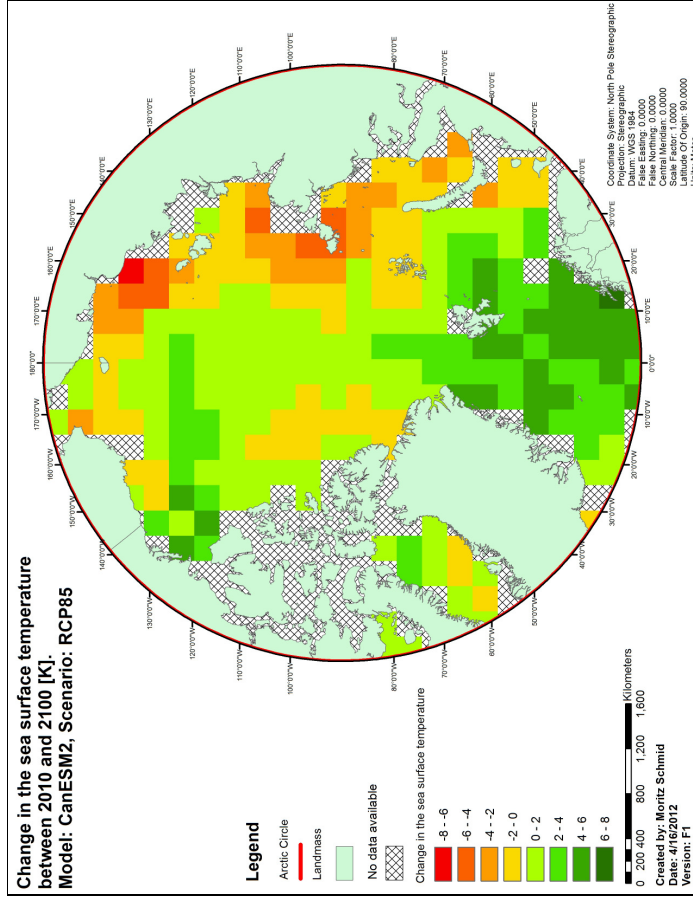 Change in the sea surface temperature
between 2010 and 2100 [K].
Model: CanESM2, Scenario: RCP85
180°0'0"
170°0'0"E
160°0'0"E
150°0'0"E
140°0'0"E
130°0'0"E
120°0'0"E
110°0'0"E
100°0'0"E
80°0'0"E
70°0'0"E
60°0'0"E
50°0'0"E
40°0'0"E
30°0'0"E
20°0'0"E
10°0'0"E
0°0'0"
10°0'0"W
20°0'0"W
30°0'0"W
40°0'0"W
50°0'0"W
60°0'0"W
70°0'0"W
80°0'0"W
100°0'0"W
110°0'0"W
120°0'0"W
130°0'0"W
140°0'0"W
150°0'0"W
160°0'0"W
170°0'0"W
Legend
Arctic Circle
Landmass
No data available
Change in the sea surface temperature
-8 - -6
-6 - -4
-4 - -2
-2 - 0
0 - 2
2 - 4
4 - 6
6 - 8
Kilometers
0 200 400 800 1,200 1,600
Created by: Moritz Schmid
Date: 4/16/2012
Version: F1
Coordinate System: North Pole Stereographic
Projection: Stereographic
Datum: WGS 1984
False Easting: 0.0000
False Northing: 0.0000
Central Meridian: 0.0000
Scale Factor: 1.0000
Latitude Of Origin: 90.0000